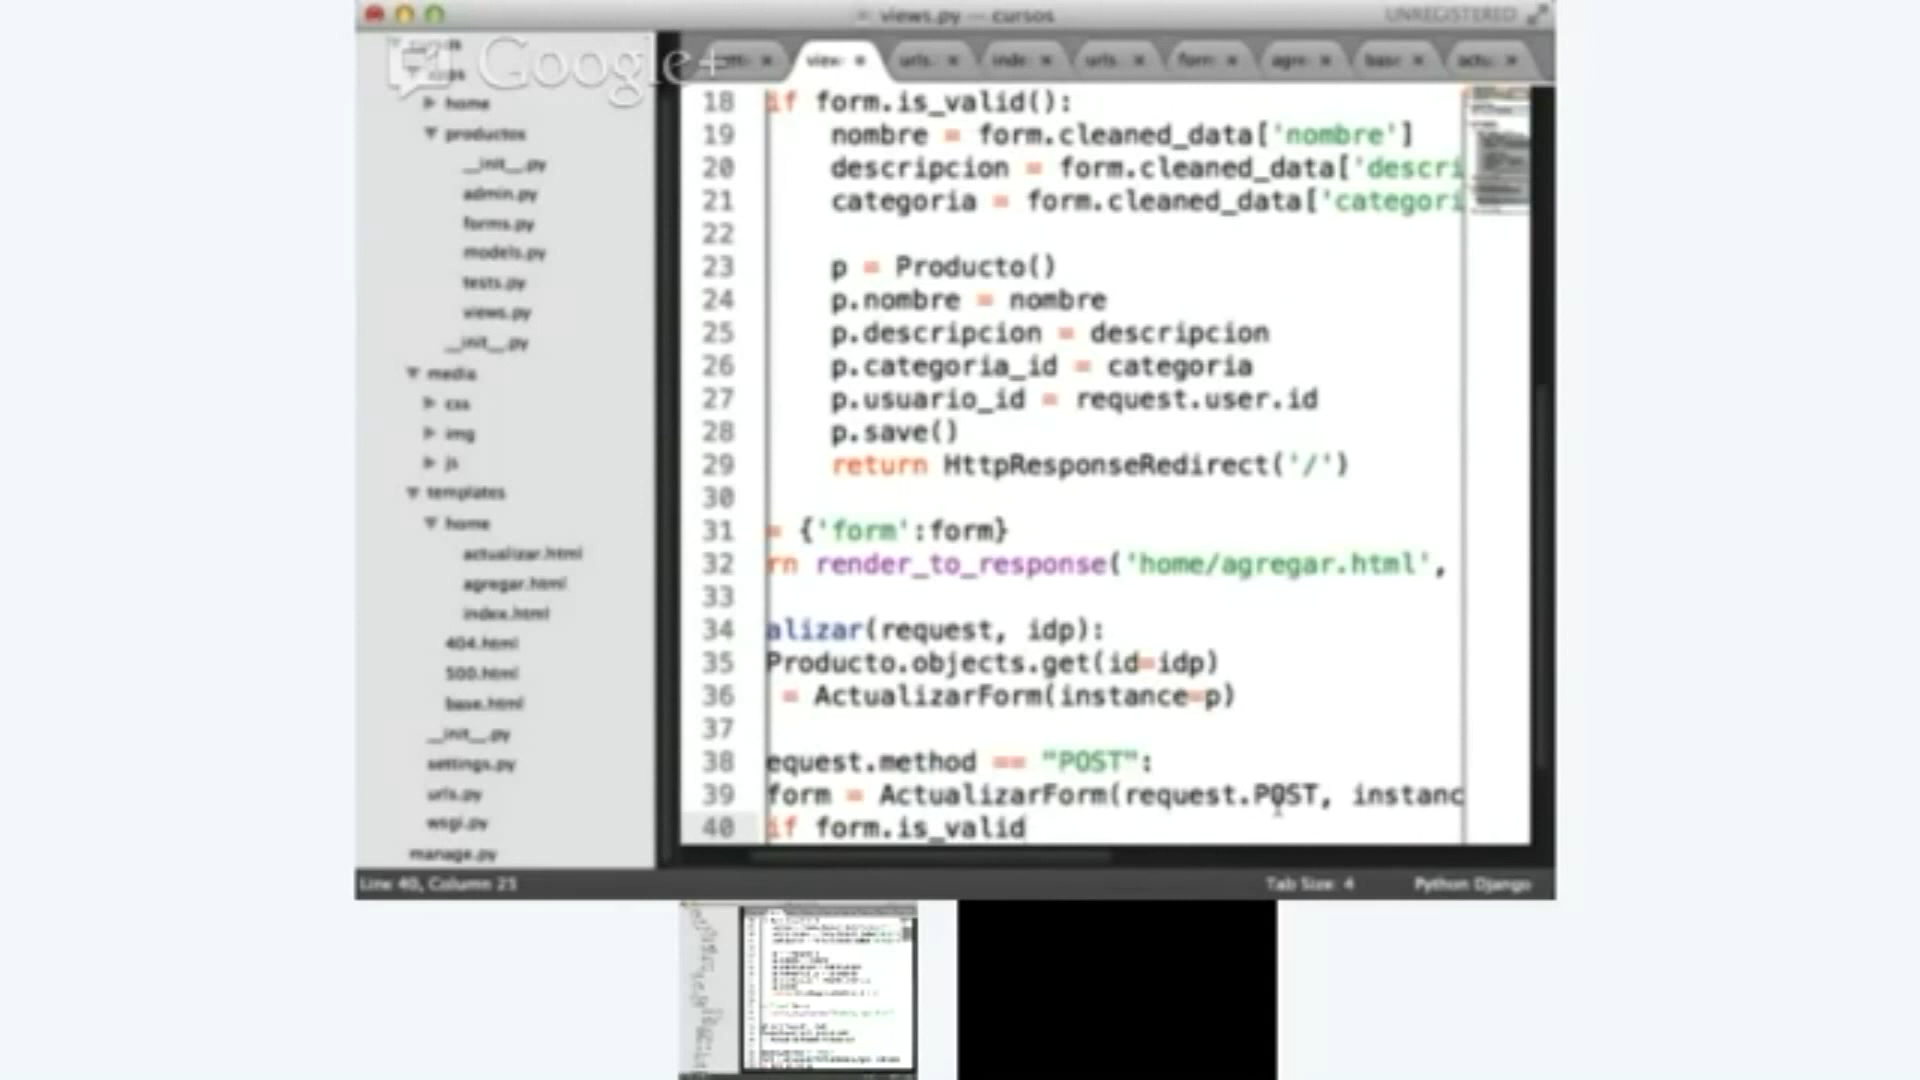 views.py — cursos
UNREGISTERED
Google+
view
urls.
inde
urls.
form
agre
base
actu
home
productos
__init__.py
admin.py
forms.py
models.py
tests.py
views.py
__init__.py
media
css
img
js
templates
home
actualizar.html
agregar.html
index.html
404.html
500.html
base.html
__init__.py
settings.py
urls.py
wsgi.py
manage.py
18 if form.is_valid():
19 nombre = form.cleaned_data['nombre']
20 descripcion = form.cleaned_data['descri
21 categoria = form.cleaned_data['categori
22
23 p = Producto()
24 p.nombre = nombre
25 p.descripcion = descripcion
26 p.categoria_id = categoria
27 p.usuario_id = request.user.id
28 p.save()
29 return HttpResponseRedirect('/')
30
31 = {'form':form}
32 rn render_to_response('home/agregar.html',
33
34 alizar(request, idp):
35 Producto.objects.get(id=idp)
36 = ActualizarForm(instance=p)
37
38 equest.method == "POST":
39 form = ActualizarForm(request.POST, instanc
40 if form.is_valid
Line 40, Column 21
Tab Size: 4
Python Django